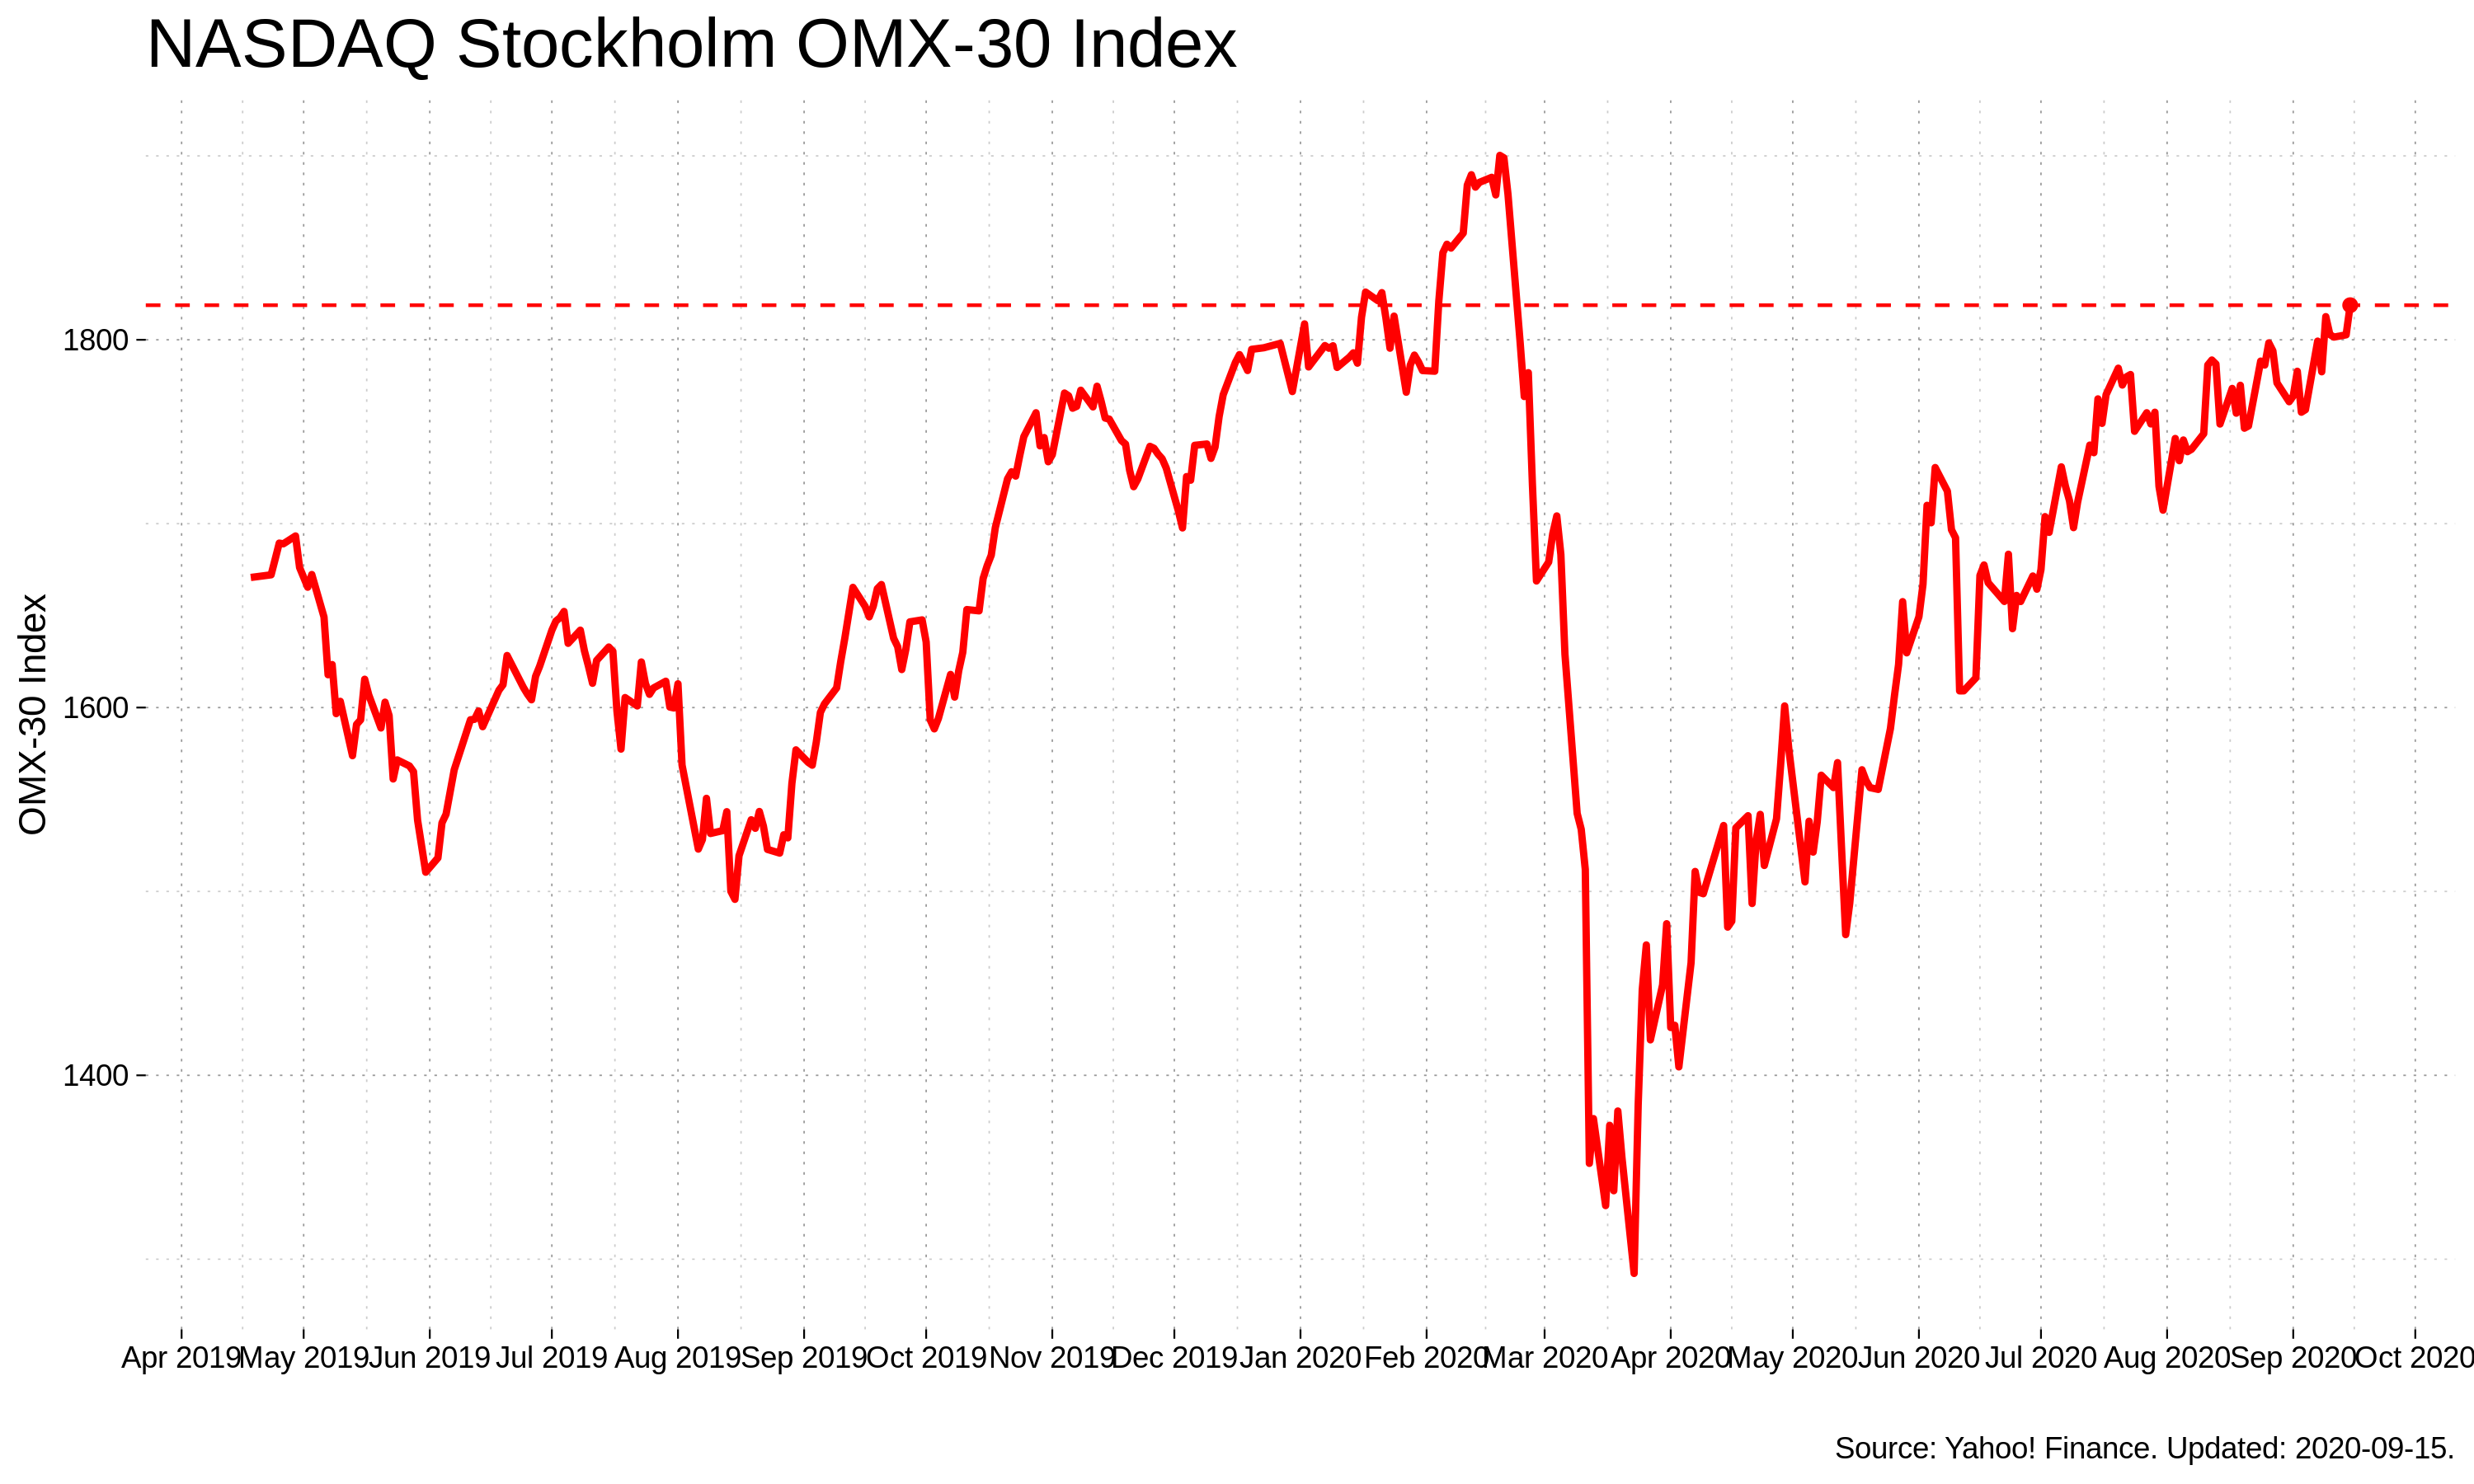 NASDAQ Stockholm OMX-30 Index
OMX-30 Index
1800
1600
1400
Apr 2019 May 2019 Jun 2019 Jul 2019 Aug 2019 Sep 2019 Oct 2019 Nov 2019 Dec 2019 Jan 2020 Feb 2020 Mar 2020 Apr 2020 May 2020 Jun 2020 Jul 2020 Aug 2020 Sep 2020 Oct 2020
Source: Yahoo! Finance. Updated: 2020-09-15.